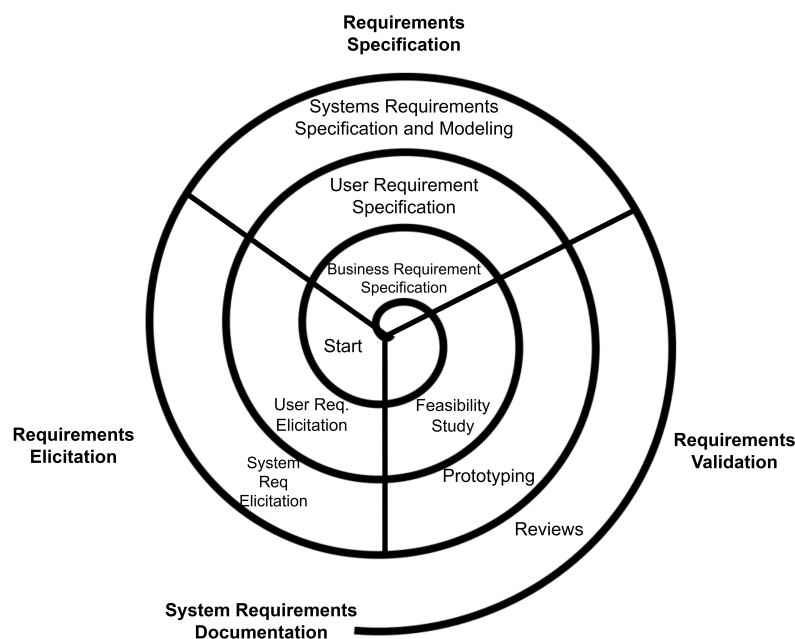 Requirements
Specification
Systems Requirements
Specification and Modeling
User Requirement
Specification
Business Requirement
Specification
Start
User Req.
Elicitation
Feasibility
Study
Requirements
Elicitation
Requirements
Validation
System
Req
Elicitation
Prototyping
Reviews
System Requirements
Documentation